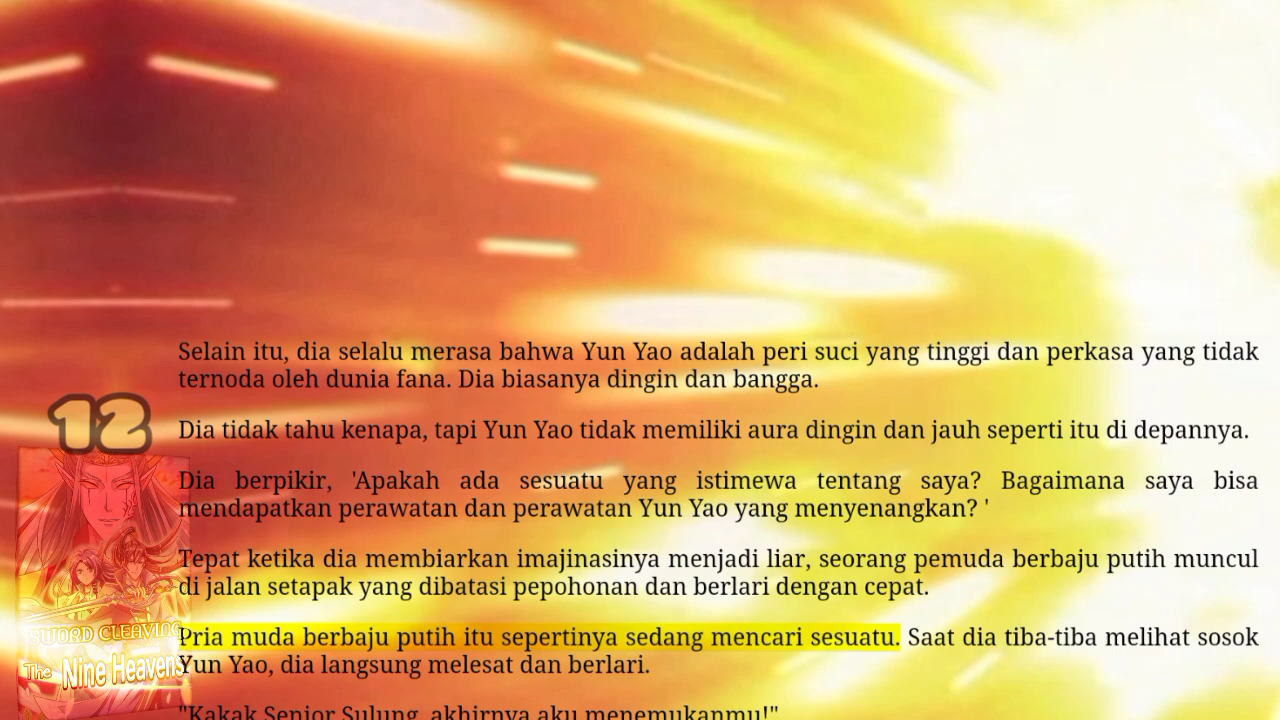 Selain itu, dia selalu merasa bahwa Yun Yao adalah peri suci yang tinggi dan perkasa yang tidak
ternoda oleh dunia fana. Dia biasanya dingin dan bangga.
Dia tidak tahu kenapa, tapi Yun Yao tidak memiliki aura dingin dan jauh seperti itu di depannya.
12
Dia berpikir, 'Apakah ada sesuatu yang istimewa tentang saya? Bagaimana saya bisa
mendapatkan perawatan dan perawatan Yun Yao yang menyenangkan? '
Tepat ketika dia membiarkan imajinasinya menjadi liar, seorang pemuda berbaju putih muncul
di jalan setapak yang dibatasi pepohonan dan berlari dengan cepat.
Pria muda berbaju putih itu sepertinya sedang mencari sesuatu. Saat dia tiba-tiba melihat sosok
Yun Yao, dia langsung melesat dan berlari.
SWORD CLEAVING
The Nine Heavens
"Kakak Senior Sulung, akhirnya aku menemukanmu!"